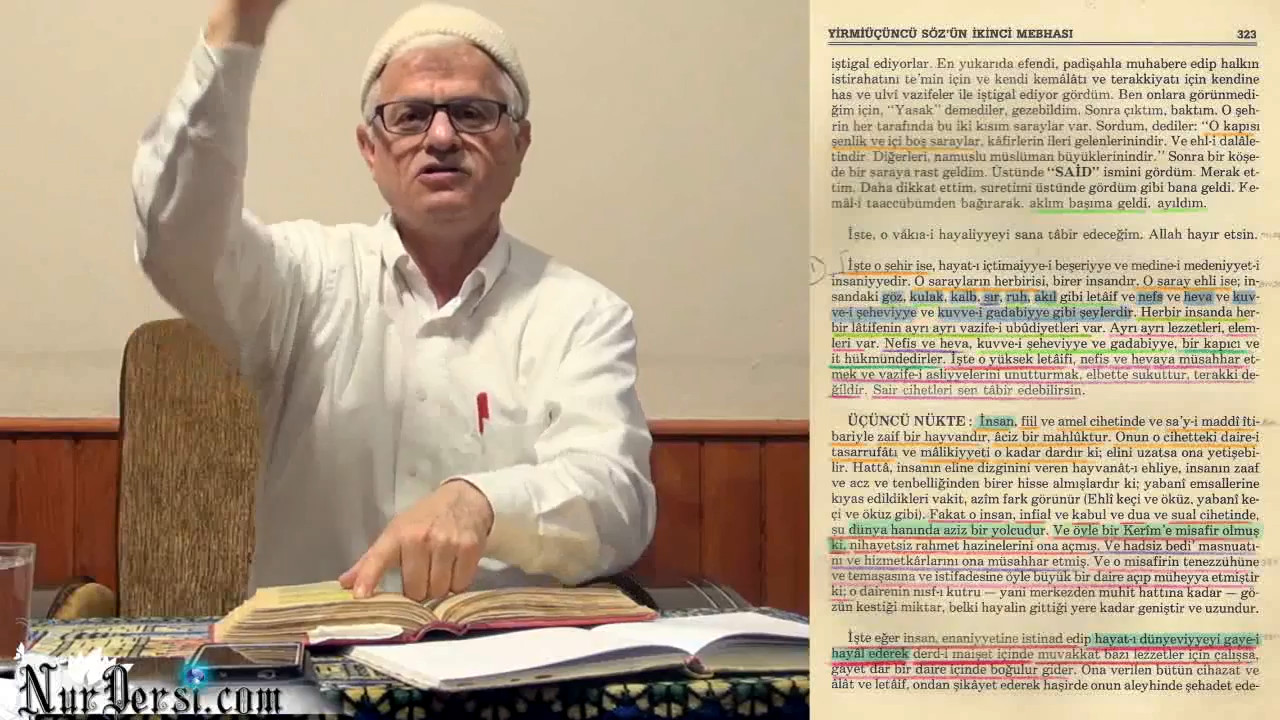 YİRMİÜÇÜNCÜ SÖZ'ÜN İKİNCİ MEBHASI 323
iştigal ediyorlar. En yukarıda efendi, padişahla muhabere edip halkın
istirahatını te'min için ve kendi kemâlâtı ve terakkiyatı için kendine
has ve ulvî vazifeler ile iştigal ediyor gördüm. Ben onlara görünmedi-
ğim için, "Yasak" demediler, gezebildim. Sonra çıktım, baktım. O şeh-
rin her tarafında bu iki kısım saraylar var. Sordum, dediler: "O kapısı
şenlik ve içi boş saraylar, kâfirlerin ileri gelenlerinindir. Ve ehl-i dalâle-
tindir. Diğerleri, namuslu müslüman büyüklerinindir." Sonra bir köşe-
de bir saraya rast geldim. Üstünde "SAİD" ismini gördüm. Merak et-
tim. Daha dikkat ettim, suretimi üstünde gördüm gibi bana geldi. Ke-
mâl-i taaccübümden bağırarak, aklım başıma geldi, ayıldım.
İşte, o vâkıa-i hayaliyyeyi sana tâbir edeceğim. Allah hayır etsin.
İşte o şehir ise, hayat-ı içtimaiyye-i beşeriyye ve medine-i medeniyyet-i
insaniyyedir. O sarayların herbirisi, birer insandır. O saray ehli ise; in-
sandaki göz, kulak, kalb, sır, ruh, akıl gibi letâif ve nefs ve heva ve kuv-
ve-i şeheviyye ve kuvve-i gadabiyye gibi şeylerdir. Herbir insanda her-
bir lâtîfenin ayrı ayrı vazife-i ubûdiyetleri var. Ayrı ayrı lezzetleri, elem-
leri var. Nefis ve heva, kuvve-i şeheviyye ve gadabiyye, bir kapıcı ve
it hükmündedirler. İşte o yüksek letâifi, nefis ve hevaya müsahhar et-
mek ve vazife-i asliyyelerini unutturmak, elbette sukuttur, terakki de-
ğildir. Sair cihetleri sen tâbir edebilirsin.
ÜÇÜNCÜ NÜKTE : İnsan, fiil ve amel cihetinde ve sa'y-i maddî îti-
bariyle zaif bir hayvandır, âciz bir mahlûktur. Onun o cihetteki daire-i
tasarrufâtı ve mâlikiyyeti o kadar dardır ki; elini uzatsa ona yetişebi-
lir. Hattâ, insanın eline dizginini veren hayvanât-ı ehliye, insanın zaaf
ve acz ve tenbelliğinden birer hisse almışlardır ki; yabanî emsallerine
kıyas edildikleri vakit, azîm fark görünür (Ehlî keçi ve öküz, yabanî ke-
çi ve öküz gibi). Fakat o insan, infial ve kabul ve dua ve sual cihetinde,
şu dünya hanında aziz bir yolcudur. Ve öyle bir Kerîm'e misafir olmuş
ki, nihayetsiz rahmet hazinelerini ona açmış. Ve hadsiz bedi' masnuatı-
nı ve hizmetkârlarını ona müsahhar etmiş. Ve o misafirin tenezzühüne
ve temaşasına ve istifadesine öyle büyük bir daire açıp müheyya etmiştir
ki; o dairenin nısf-ı kutru — yani merkezden muhit hattına kadar — gö-
zün kestiği miktar, belki hayalin gittiği yere kadar geniştir ve uzundur.
İşte eğer insan, enaniyyetine istinad edip hayat-ı dünyeviyyeyi gaye-i
hayâl ederek derd-i maişet içinde muvakkat bazı lezzetler için çalışsa,
gayet dar bir daire içinde boğulur gider. Ona verilen bütün cihazat ve
âlât ve letâif, ondan şikâyet ederek haşirde onun aleyhinde şehadet ede-
NurDersi.com